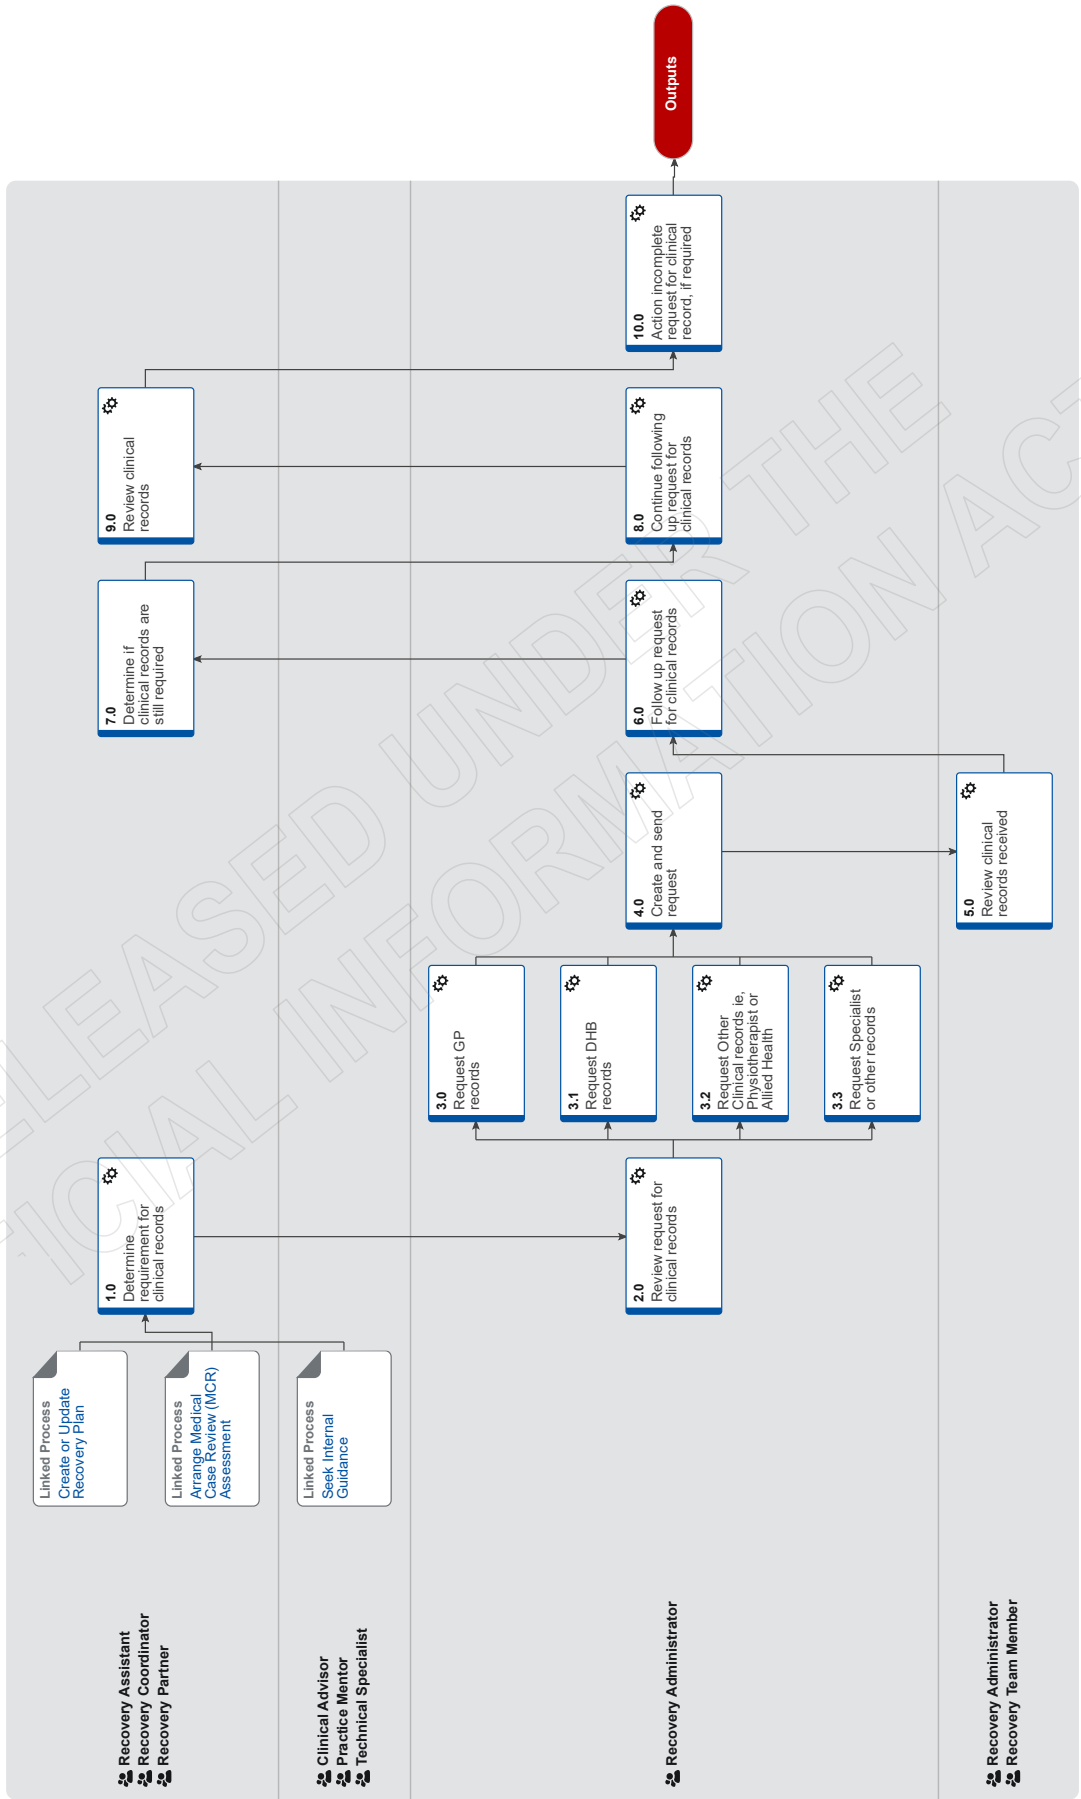 Recovery Assistant
Recovery Coordinator
Recovery Partner
Linked Process
Create or Update
Recovery Plan
Linked Process
Arrange Medical
Case Review (MCR)
Assessment
1.0
Determine
requirement for
clinical records
7.0
Determine if
clinical records are
still required
9.0
Review clinical
records
Clinical Advisor
Practice Mentor
Technical Specialist
Linked Process
Seek Internal
Guidance
Recovery Administrator
2.0
Review request for
clinical records
3.0
Request GP
records
3.1
Request DHB
records
3.2
Request Other
Clinical records ie,
Physiotherapist or
Allied Health
3.3
Request Specialist
or other records
4.0
Create and send
request
6.0
Follow up request
for clinical records
8.0
Continue following
up request for
clinical records
10.0
Action incomplete
request for clinical
record, if required
Outputs
Recovery Administrator
Recovery Team Member
5.0
Review clinical
records received
ELEASED UNDER THE
ICIAL INFORMATION ACT